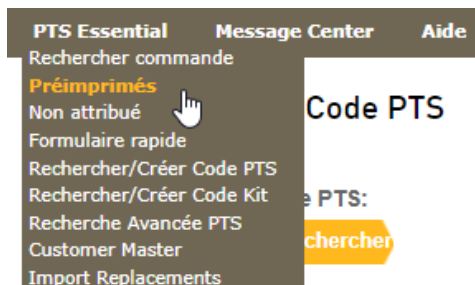 PTS Essential Message Center Aide
Rechercher commande
Préimprimés
Non attribué
Code PTS
Formulaire rapide
Rechercher/Créer Code PTS
Rechercher/Créer Code Kit
e PTS:
Recherche Avancée PTS
chercher
Customer Master
Import Replacements